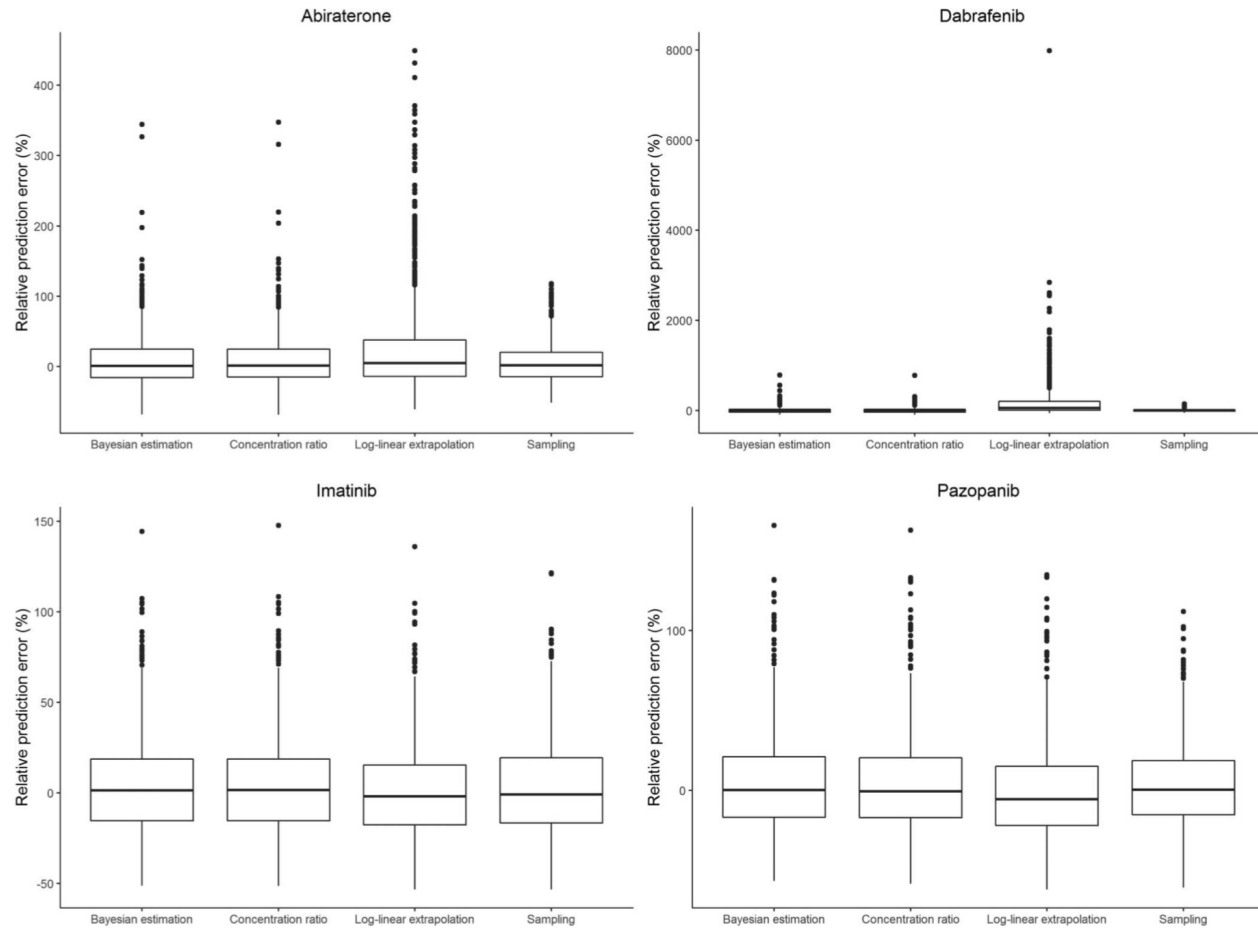 Abiraterone
Relative prediction error (%)
400
300
200
100
0
Bayesian estimation Concentration ratio Log-linear extrapolation Sampling
Dabrafenib
Relative prediction error (%)
8000
6000
4000
2000
0
Bayesian estimation Concentration ratio Log-linear extrapolation Sampling
Imatinib
Relative prediction error (%)
150
100
50
0
-50
Bayesian estimation Concentration ratio Log-linear extrapolation Sampling
Pazopanib
Relative prediction error (%)
100
0
Bayesian estimation Concentration ratio Log-linear extrapolation Sampling